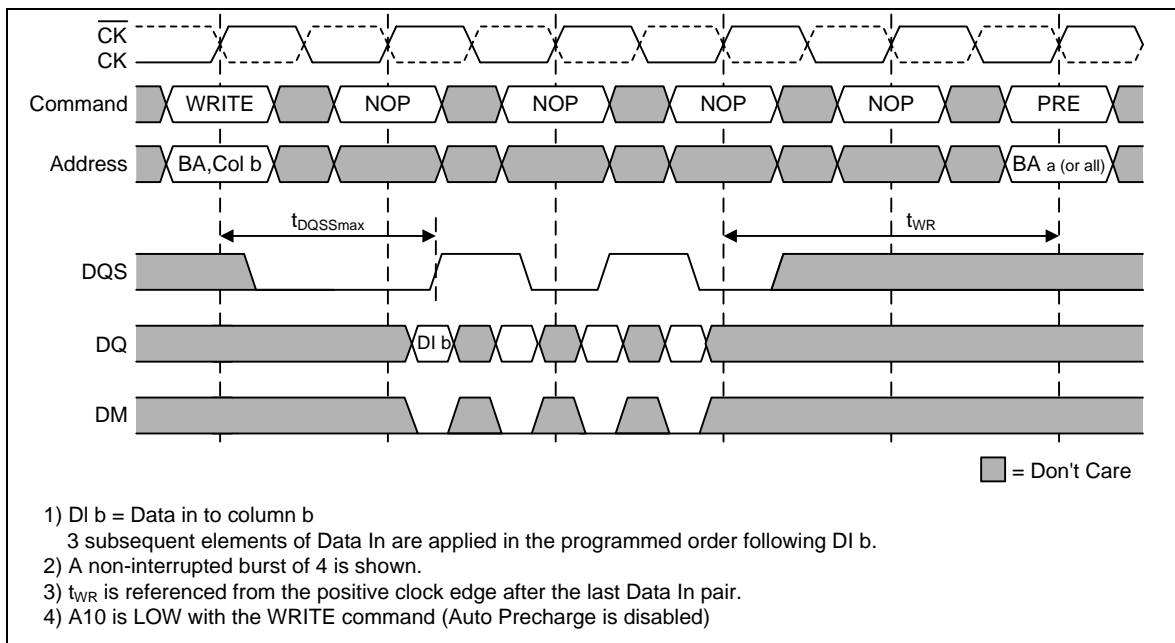 CK
CK
Command WRITE NOP NOP NOP NOP PRE
Address BA,Col b BA a (or all)
tDQSSmax tWR
DQS
DQ DI b
DM
= Don't Care
1) DI b = Data in to column b
3 subsequent elements of Data In are applied in the programmed order following DI b.
2) A non-interrupted burst of 4 is shown.
3) tWR is referenced from the positive clock edge after the last Data In pair.
4) A10 is LOW with the WRITE command (Auto Precharge is disabled)